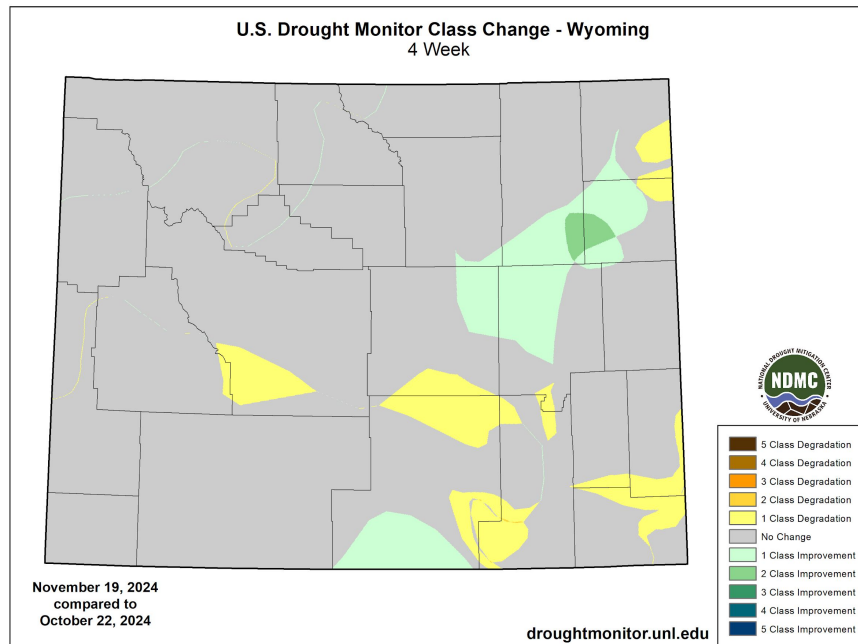 U.S. Drought Monitor Class Change - Wyoming
4 Week
NATIONAL DROUGHT MITIGATION CENTER
NDMC
UNIVERSITY OF NEBRASKA
5 Class Degradation
4 Class Degradation
3 Class Degradation
2 Class Degradation
1 Class Degradation
No Change
1 Class Improvement
2 Class Improvement
3 Class Improvement
4 Class Improvement
5 Class Improvement
November 19, 2024
compared to
October 22, 2024
droughtmonitor.unl.edu